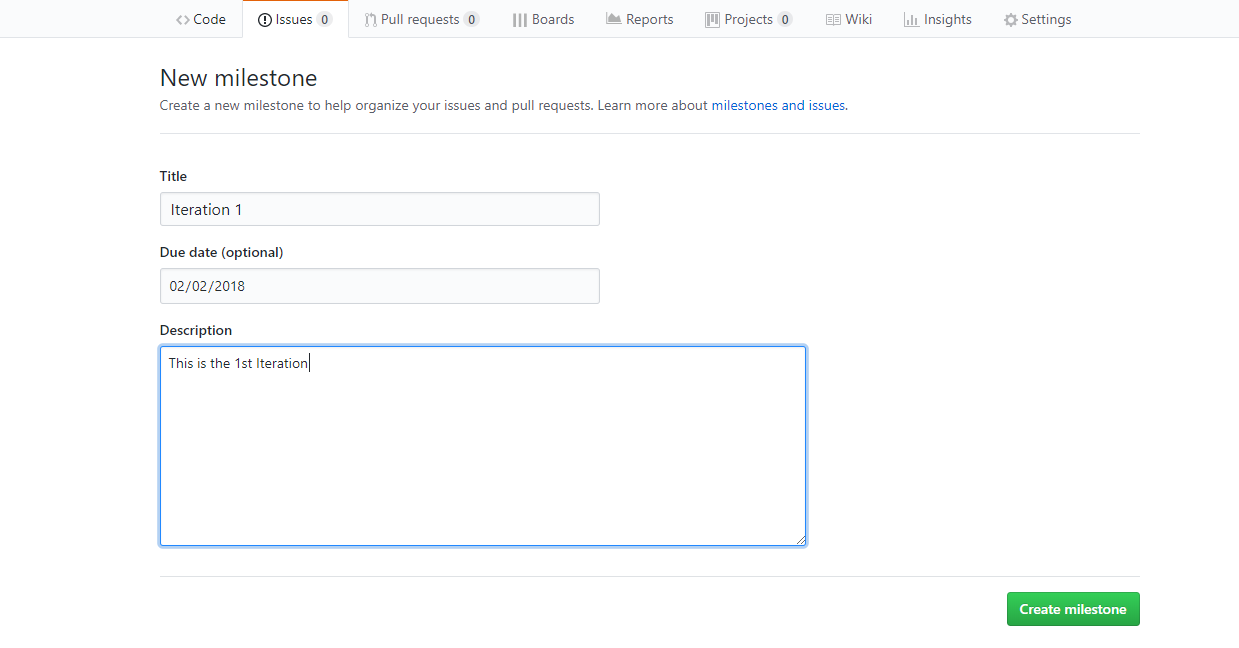 Code Issues 0 Pull requests 0 Boards Reports Projects 0 Wiki Insights Settings
New milestone
Create a new milestone to help organize your issues and pull requests. Learn more about milestones and issues.
Title
Iteration 1
Due date (optional)
02/02/2018
Description
This is the 1st Iteration
Create milestone